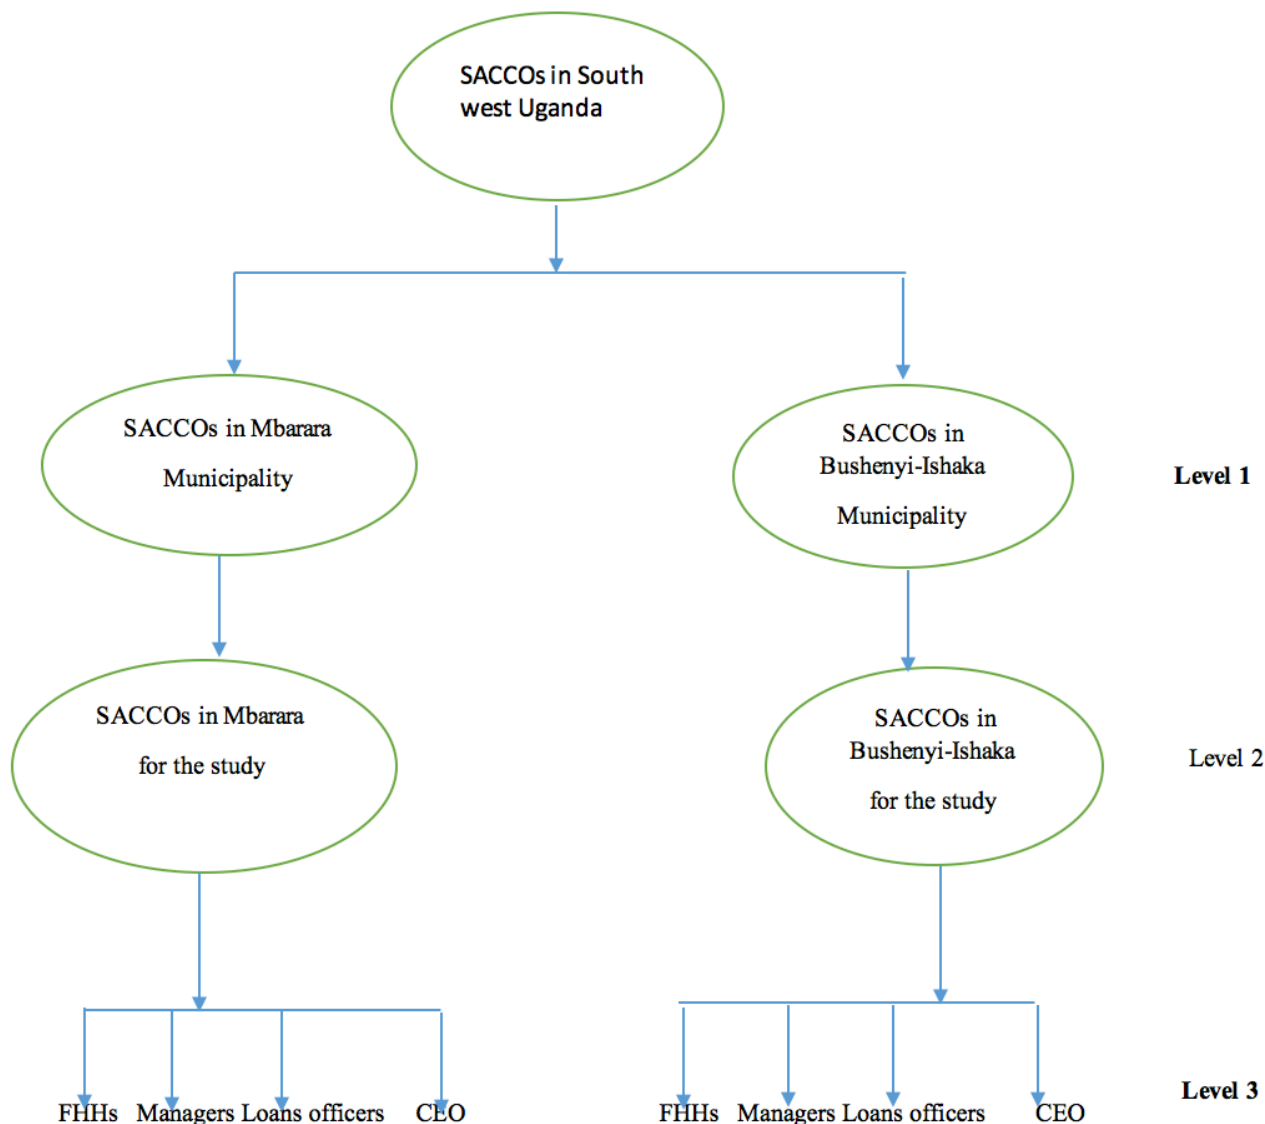 SACCOs in South
west Uganda
SACCOs in Mbarara
Municipality
SACCOs in
Bushenyi-Ishaka
Municipality
Level 1
SACCOs in Mbarara
for the study
SACCOs in
Bushenyi-Ishaka
for the study
Level 2
FHHs Managers Loans officers CEO
FHHs Managers Loans officers CEO
Level 3